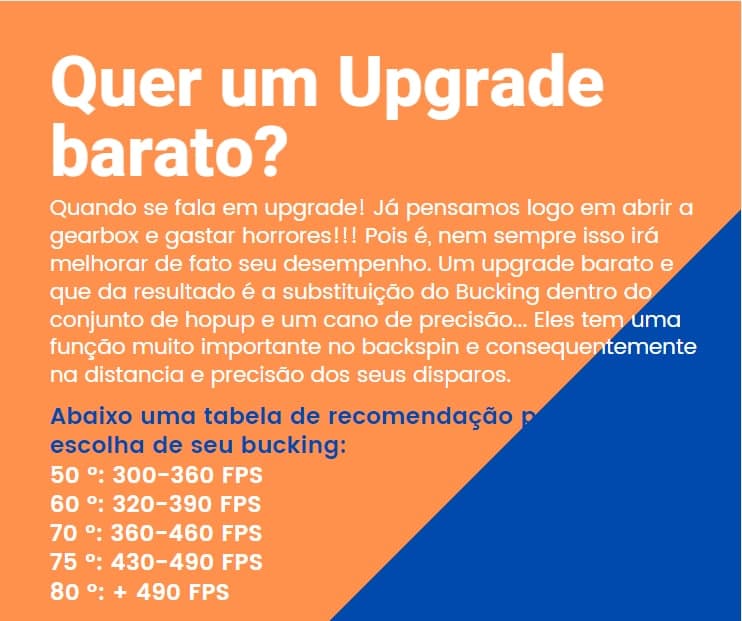 Quer um Upgrade
barato?
Quando se fala em upgrade! Já pensamos logo em abrir a
gearbox e gastar horrores!!! Pois é, nem sempre isso irá
melhorar de fato seu desempenho. Um upgrade barato e
que da resultado é a substituição do Bucking dentro do
conjunto de hopup e um cano de precisão... Eles tem uma
função muito importante no backspin e consequentemente
na distancia e precisão dos seus disparos.
Abaixo uma tabela de recomendação
escolha de seu bucking:
50 º: 300-360 FPS
60 º: 320-390 FPS
70 º: 360-460 FPS
75 º: 430-490 FPS
80 º: + 490 FPS